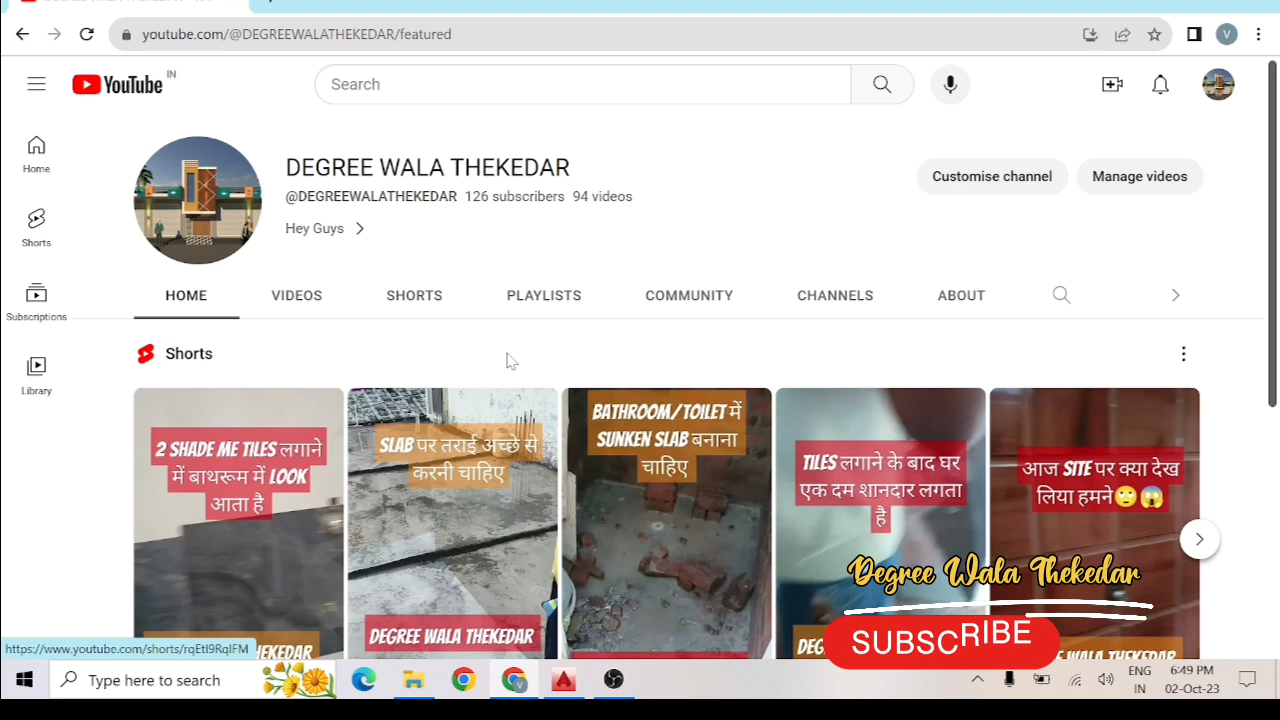 youtube.com/@DEGREEWALATHEKEDAR/featured
V
YouTube IN
Search
DEGREE WALA THEKEDAR
@DEGREEWALATHEKEDAR 126 subscribers 94 videos
Customise channel
Manage videos
Hey Guys
Home
Shorts
Subscriptions
Library
HOME VIDEOS SHORTS PLAYLISTS COMMUNITY CHANNELS ABOUT
Shorts
2 SHADE ME TILES लगाने
में बाथरूम में LOOK
आता है
SLAB पर तराई अच्छे से
करनी चाहिए
DEGREE WALA THEKEDAR
BATHROOM/TOILET में
SUNKEN SLAB बनाना
चाहिए
TILES लगाने के बाद घर
एक दम शानदार लगता
है
आज SITE पर क्या देख
लिया हमने🙄😱
Degree Wala Thekedar
SUBSCRIBE
https://www.youtube.com/shorts/rqEtI9RqIFM
Type here to search
V
ENG
IN
6:49 PM
02-Oct-23